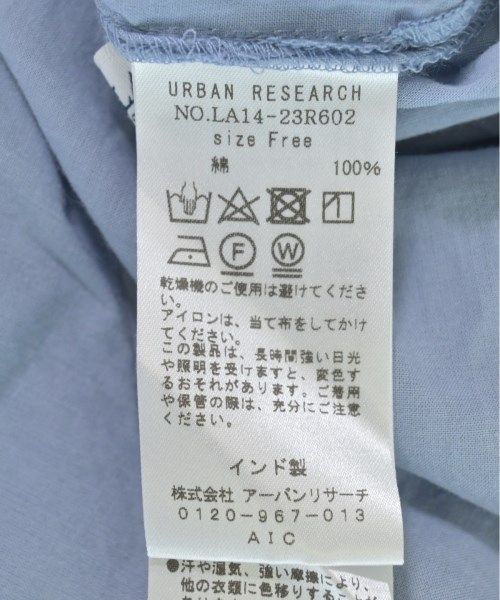 URBAN RESEARCH
NO.LA14-23R602
size Free
綿 100%
F W
乾燥機のご使用は避けてくださ
い。
アイロンは、当て布をしてかけ
てください。
この製品は、長時間強い日光
や照明を受けますと、変色す
るおそれがあります。ご着用
や保管の際は、充分にご注意
ください。
インド製
株式会社 アーバンリサーチ
0120-967-013
AIC
●汗や湿気、強い摩擦により、
他の衣類に色移りすることが